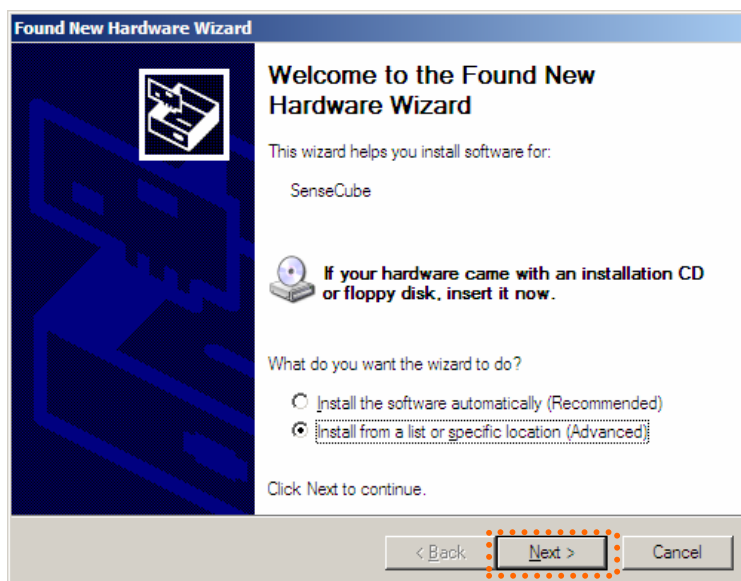 Found New Hardware Wizard
Welcome to the Found New
Hardware Wizard
This wizard helps you install software for:
SenseCube
If your hardware came with an installation CD
or floppy disk, insert it now.
What do you want the wizard to do?
Install the software automatically (Recommended)
Install from a list or specific location (Advanced)
Click Next to continue.
< Back Next > Cancel